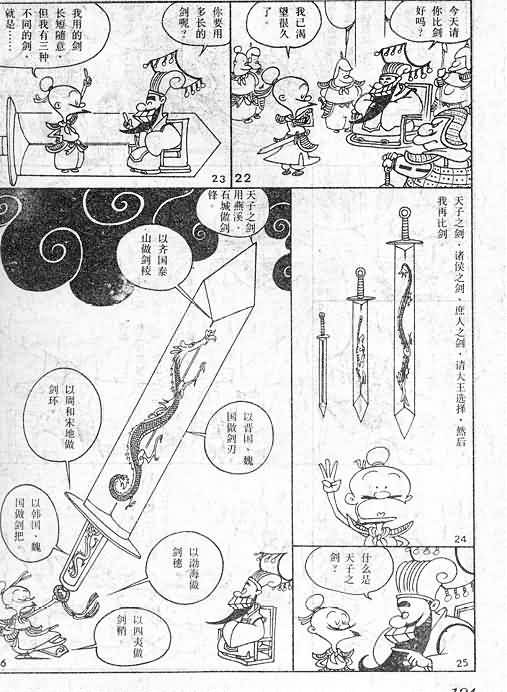 今天请
你比剑
好吗？
我已渴
望很久
了。
22
你要用
多长的
剑呢？
我用的剑
长短随意，
但我有三种
不同的剑，
就是……
23
天子之剑，诸侯之剑，庶人之剑，请大王选择，然后
我再比剑
24
什么是
天子之
剑？
25
天子之剑
用燕溪，
石城做剑
锋。
以齐国泰
山做剑棱
以晋国、魏
国做剑刃。
以周和宋地做
剑环。
以韩国，魏
国做剑把。
以渤海做
剑穗
以四夷做
剑鞘。
6